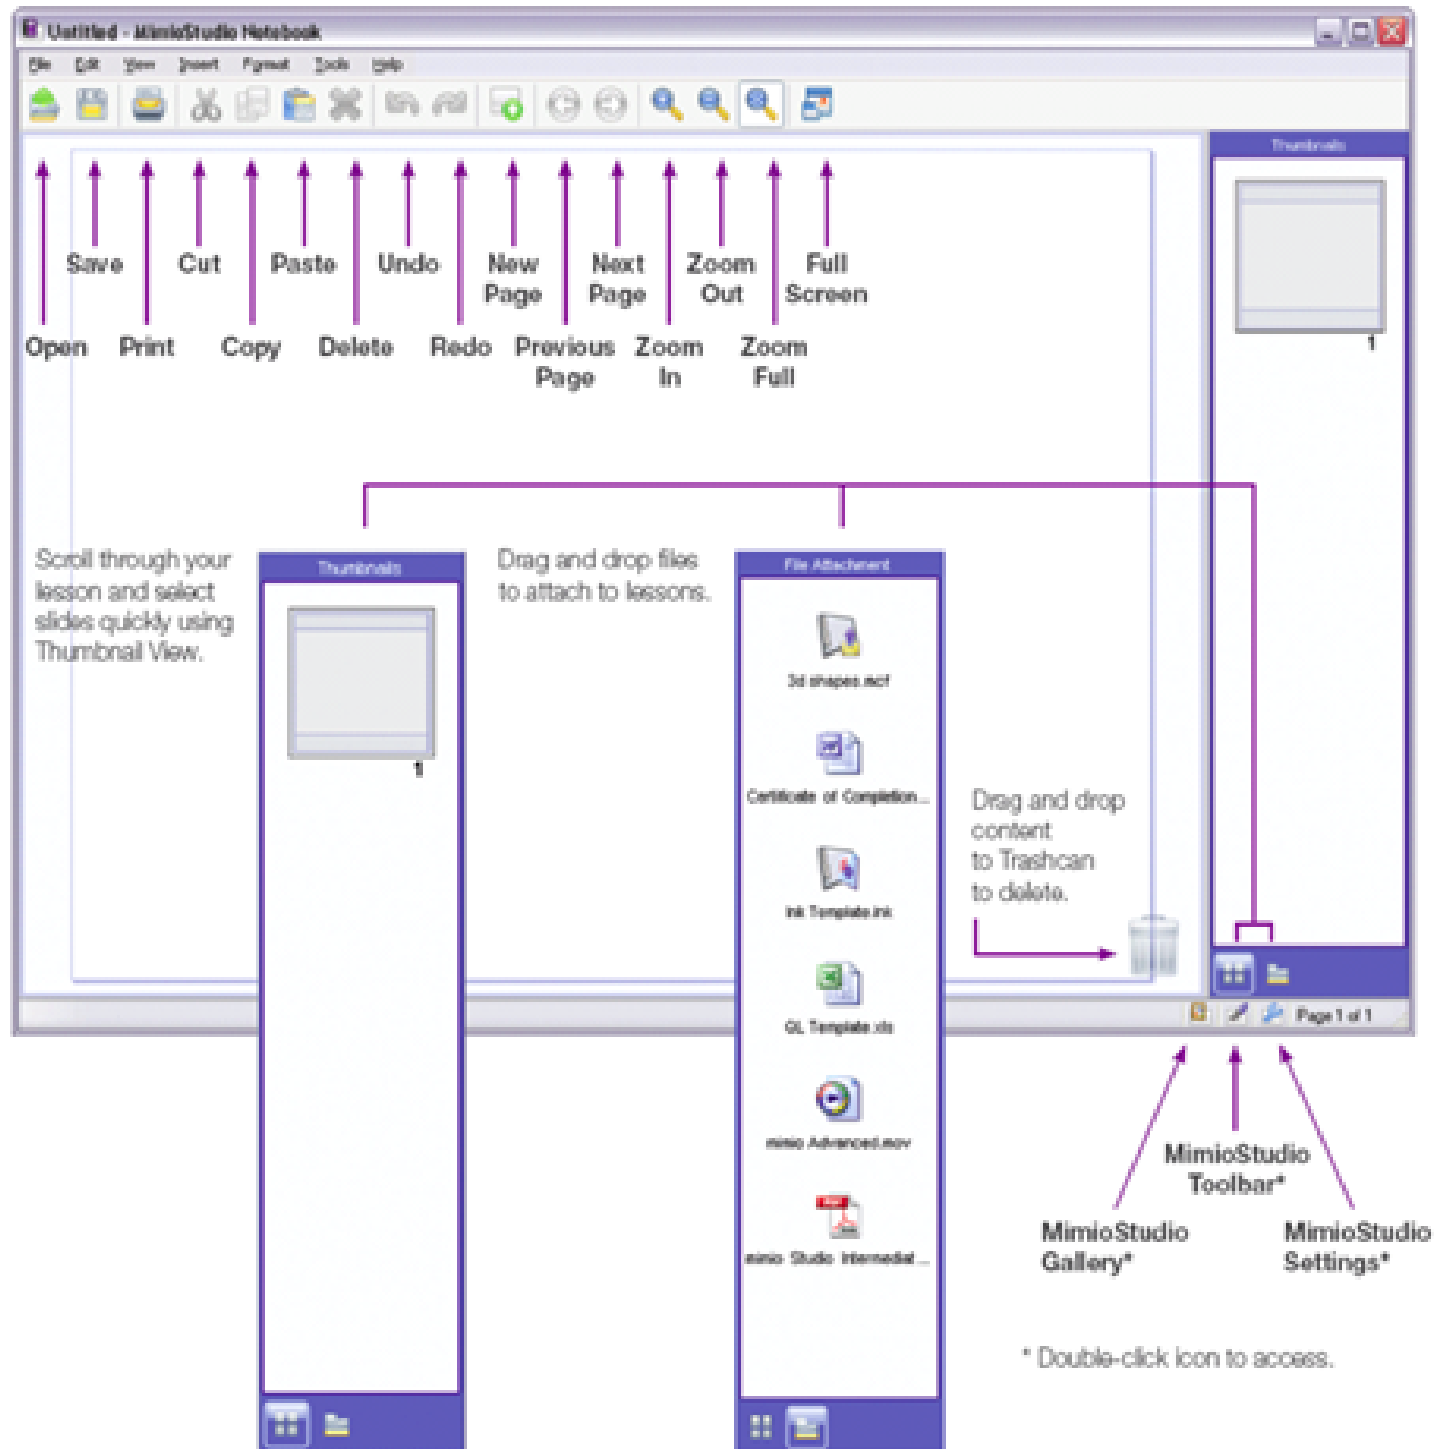 Untitled - MimioStudio Notebook
File Edit View Insert Format Tools Help
Thumbnails
1
Save Cut Paste Undo New Page Next Page Zoom Out Full Screen
Open Print Copy Delete Redo Previous Page Zoom In Zoom Full
Scroll through your
lesson and select
slides quickly using
Thumbnail View.
Thumbnails
1
Drag and drop files
to attach to lessons.
File Attachment
3d shapes.mcf
Certificate of Completion...
Ink Template.ink
QL Template.xls
mimio Advanced.mov
PDF
mimio Studio Intermediat...
Drag and drop
content
to Trashcan
to delete.
Page 1 of 1
MimioStudio
Toolbar*
MimioStudio
Gallery*
MimioStudio
Settings*
* Double-click icon to access.